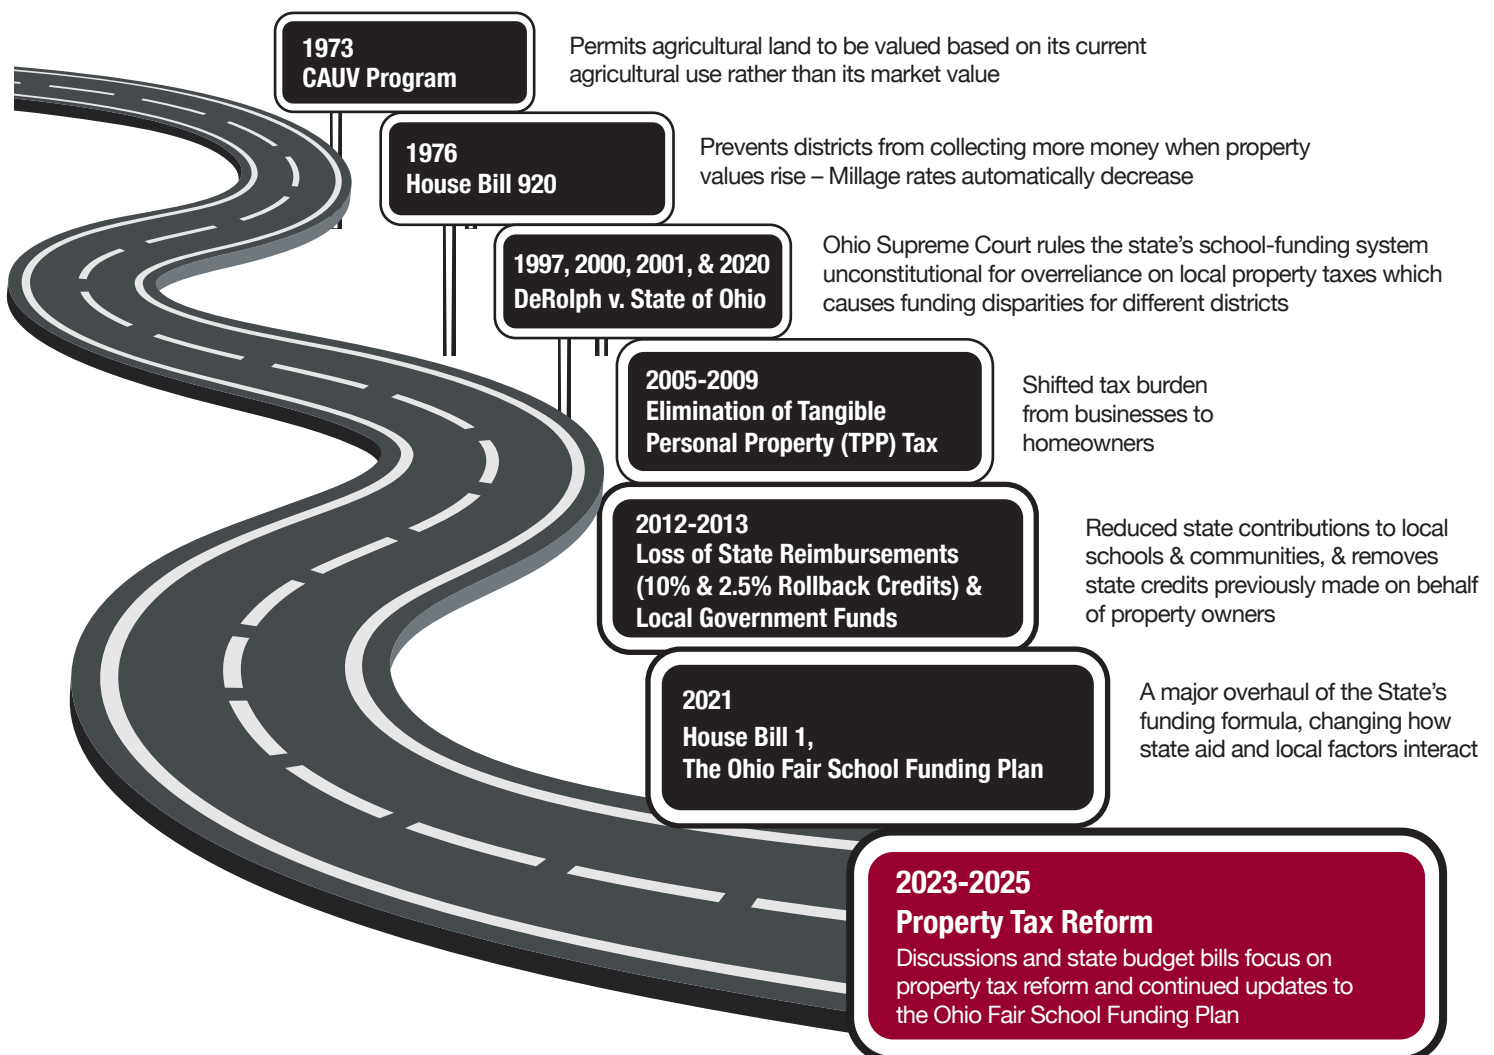 1973
CAUV Program
Permits agricultural land to be valued based on its current
agricultural use rather than its market value
1976
House Bill 920
Prevents districts from collecting more money when property
values rise – Millage rates automatically decrease
1997, 2000, 2001, & 2020
DeRolph v. State of Ohio
Ohio Supreme Court rules the state's school-funding system
unconstitutional for overreliance on local property taxes which
causes funding disparities for different districts
2005-2009
Elimination of Tangible
Personal Property (TPP) Tax
Shifted tax burden
from businesses to
homeowners
2012-2013
Loss of State Reimbursements
(10% & 2.5% Rollback Credits) &
Local Government Funds
Reduced state contributions to local
schools & communities, & removes
state credits previously made on behalf
of property owners
2021
House Bill 1,
The Ohio Fair School Funding Plan
A major overhaul of the State's
funding formula, changing how
state aid and local factors interact
2023-2025
Property Tax Reform
Discussions and state budget bills focus on
property tax reform and continued updates to
the Ohio Fair School Funding Plan